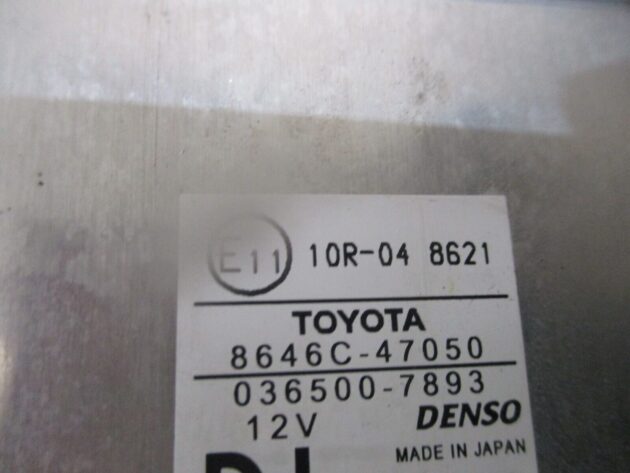 E11 10R-04 8621
TOYOTA
8646C-47050
036500-7893
12V DENSO
MADE IN JAPAN